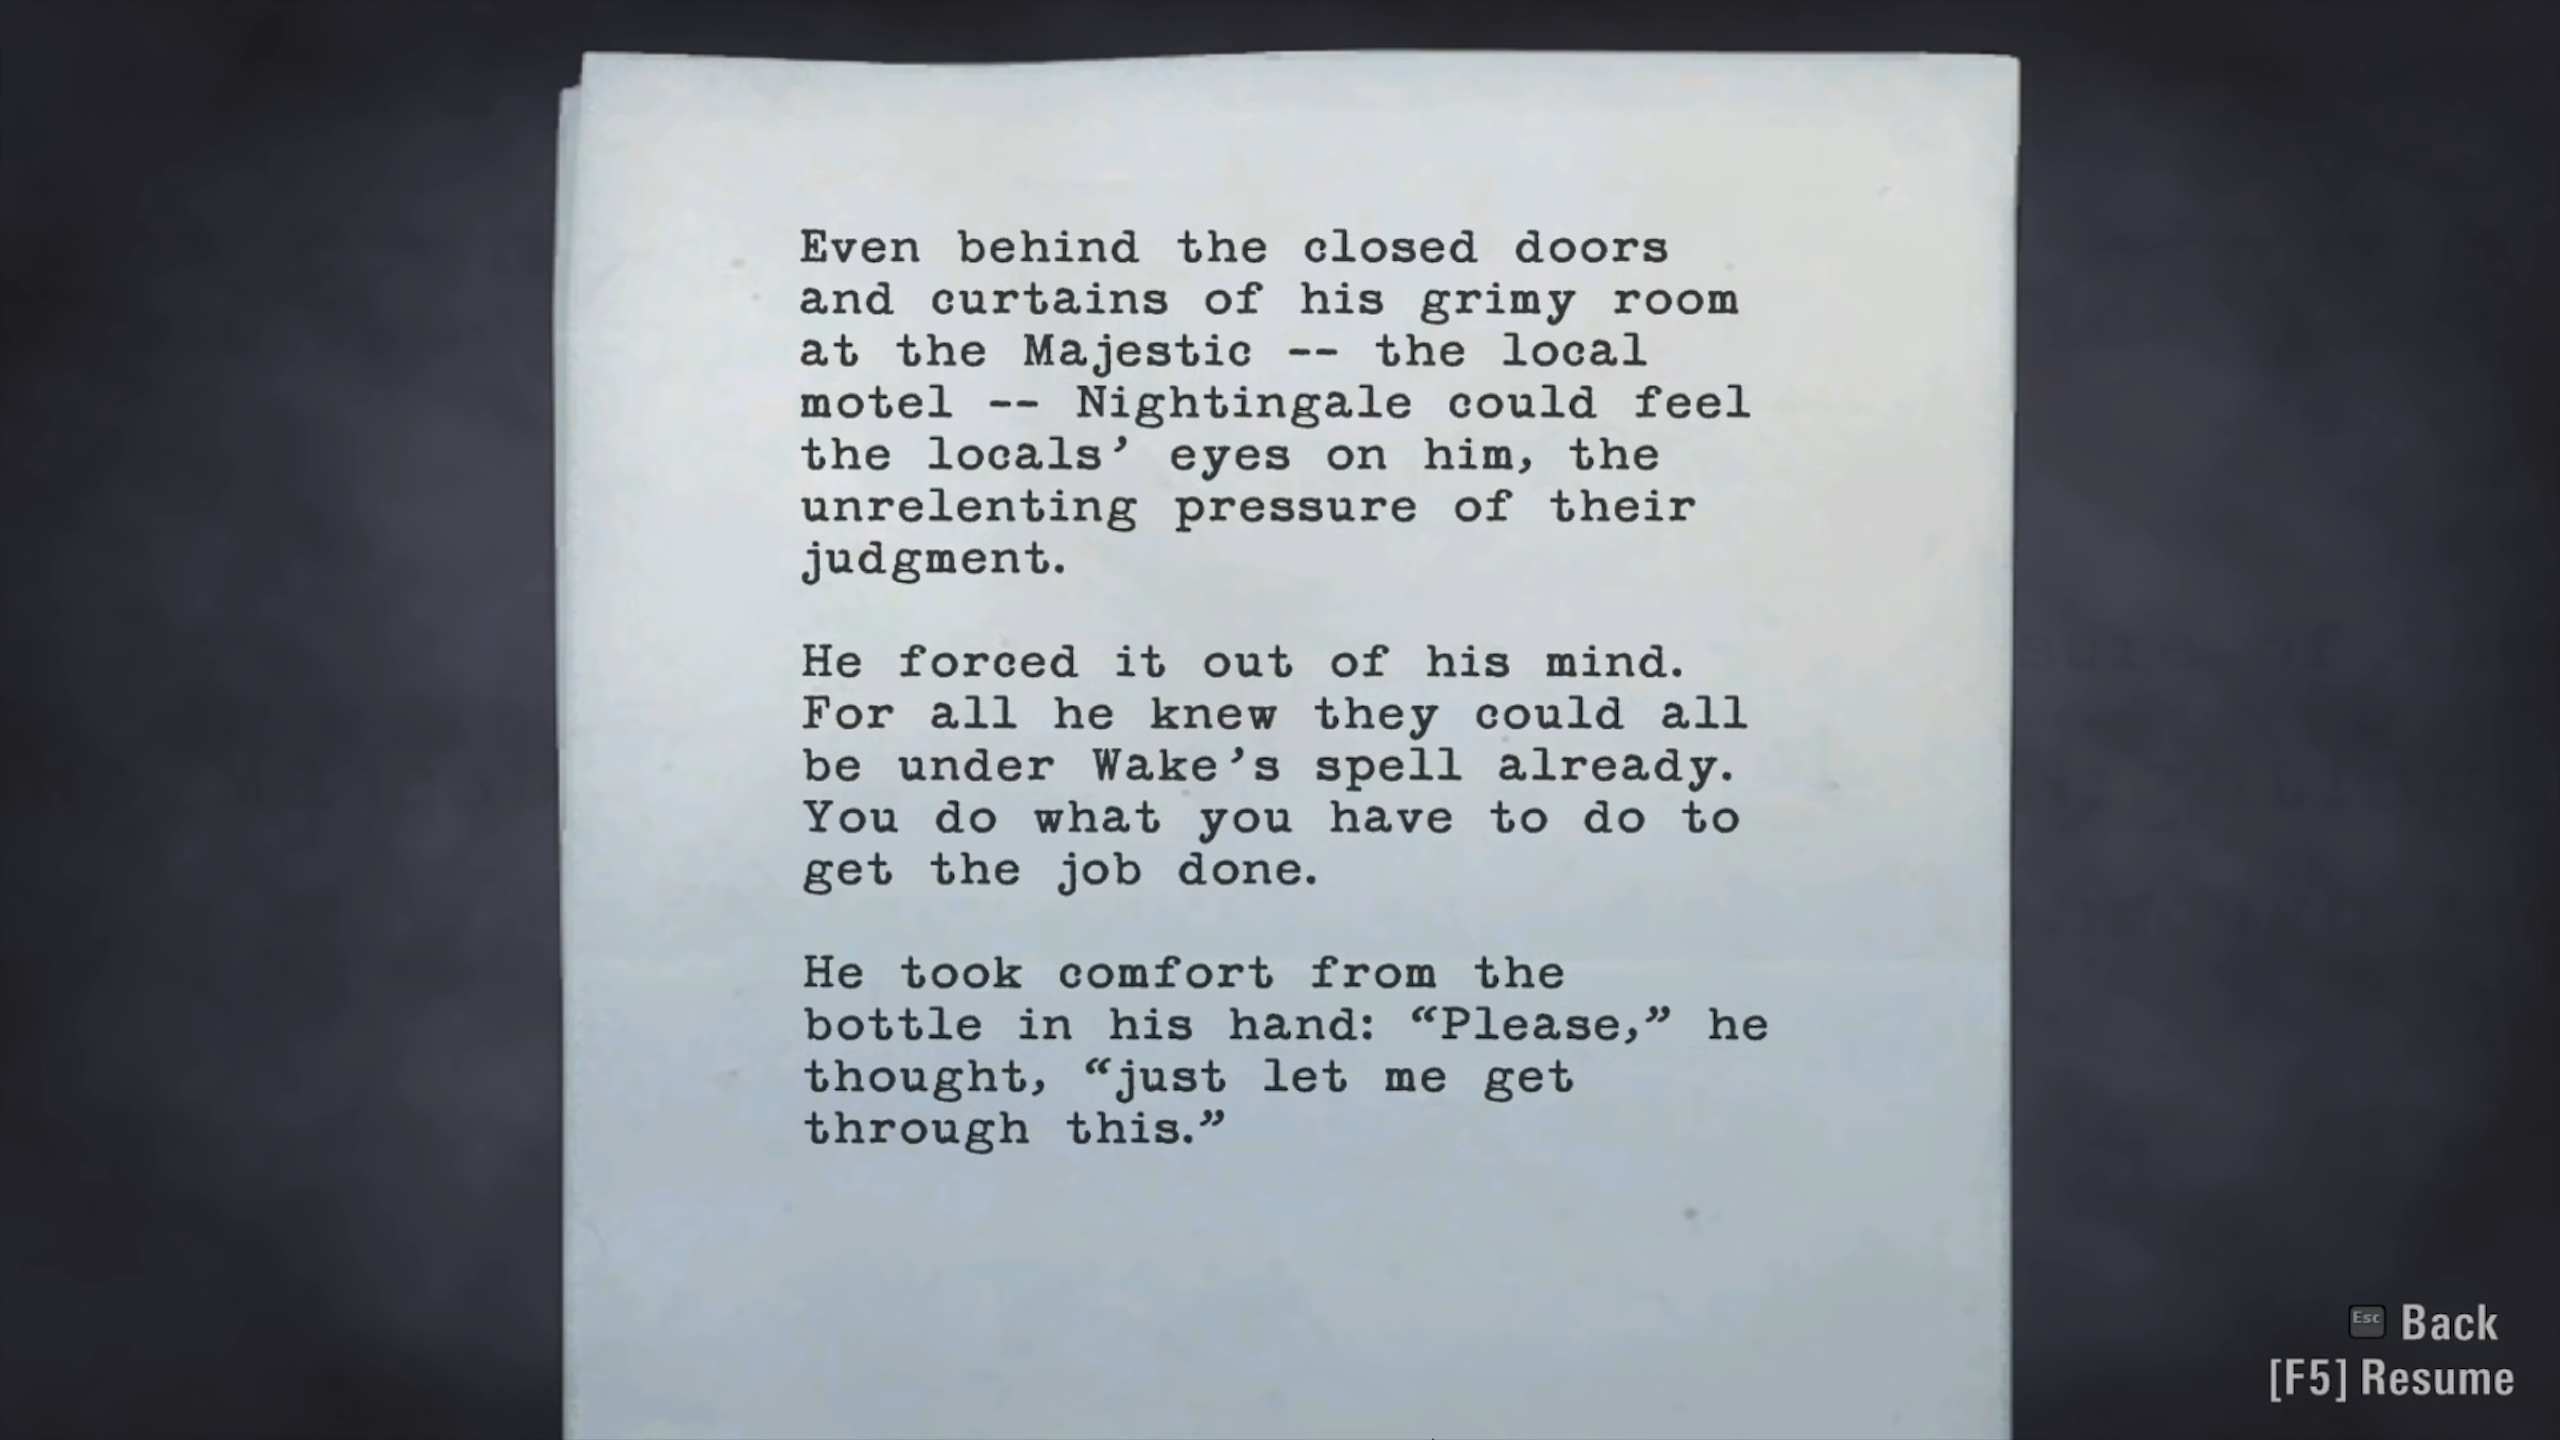 Even behind the closed doors
and curtains of his grimy room
at the Majestic -- the local
motel -- Nightingale could feel
the locals’ eyes on him, the
unrelenting pressure of their
judgment.
He forced it out of his mind.
For all he knew they could all
be under Wake’s spell already.
You do what you have to do to
get the job done.
He took comfort from the
bottle in his hand: “Please,” he
thought, “just let me get
through this.”
Esc Back
[F5] Resume